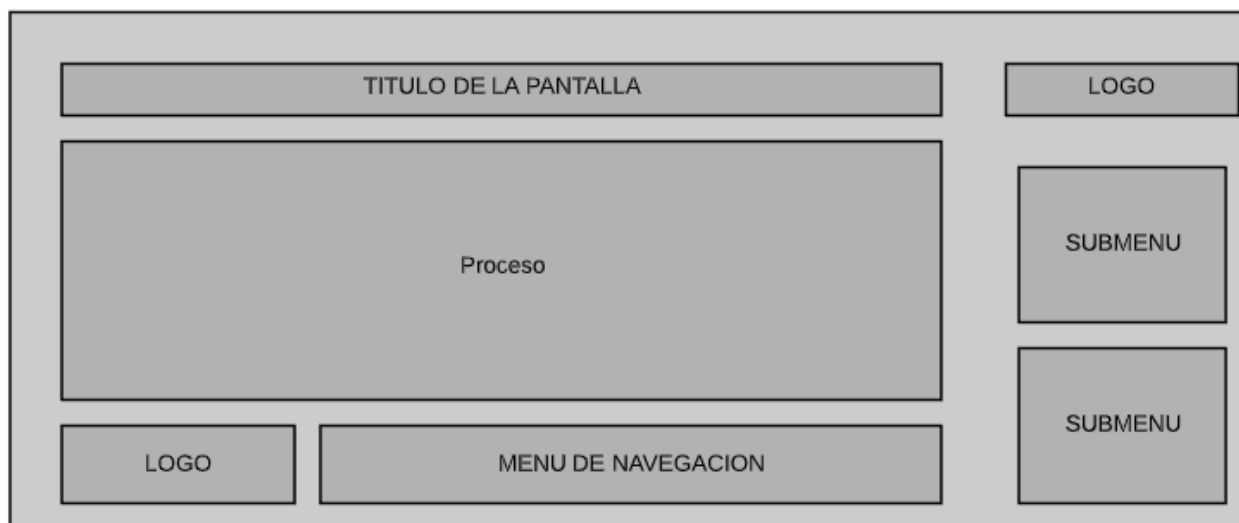 TITULO DE LA PANTALLA
LOGO
Proceso
SUBMENU
SUBMENU
LOGO
MENU DE NAVEGACION